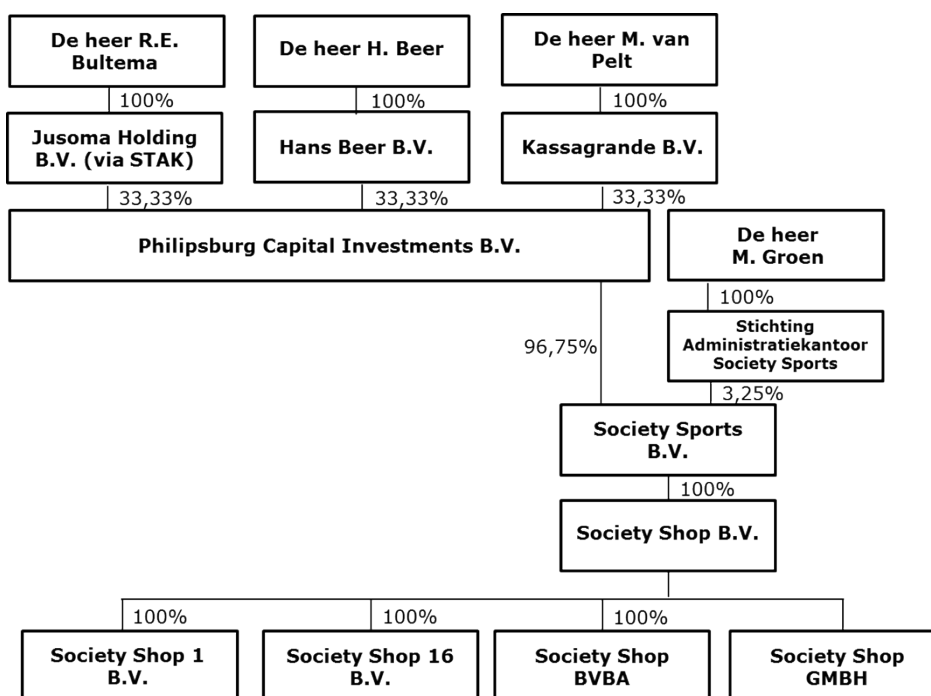 De heer R.E.
Bultema
De heer H. Beer
De heer M. van
Pelt
100%
100%
100%
Jusoma Holding
B.V. (via STAK)
Hans Beer B.V.
Kassagrande B.V.
33,33%
33,33%
33,33%
Philipsburg Capital Investments B.V.
De heer
M. Groen
100%
96,75%
Stichting
Administratiekantoor
Society Sports
3,25%
Society Sports
B.V.
100%
Society Shop B.V.
100%
100%
100%
Society Shop 1
B.V.
Society Shop 16
B.V.
Society Shop
BVBA
Society Shop
GMBH